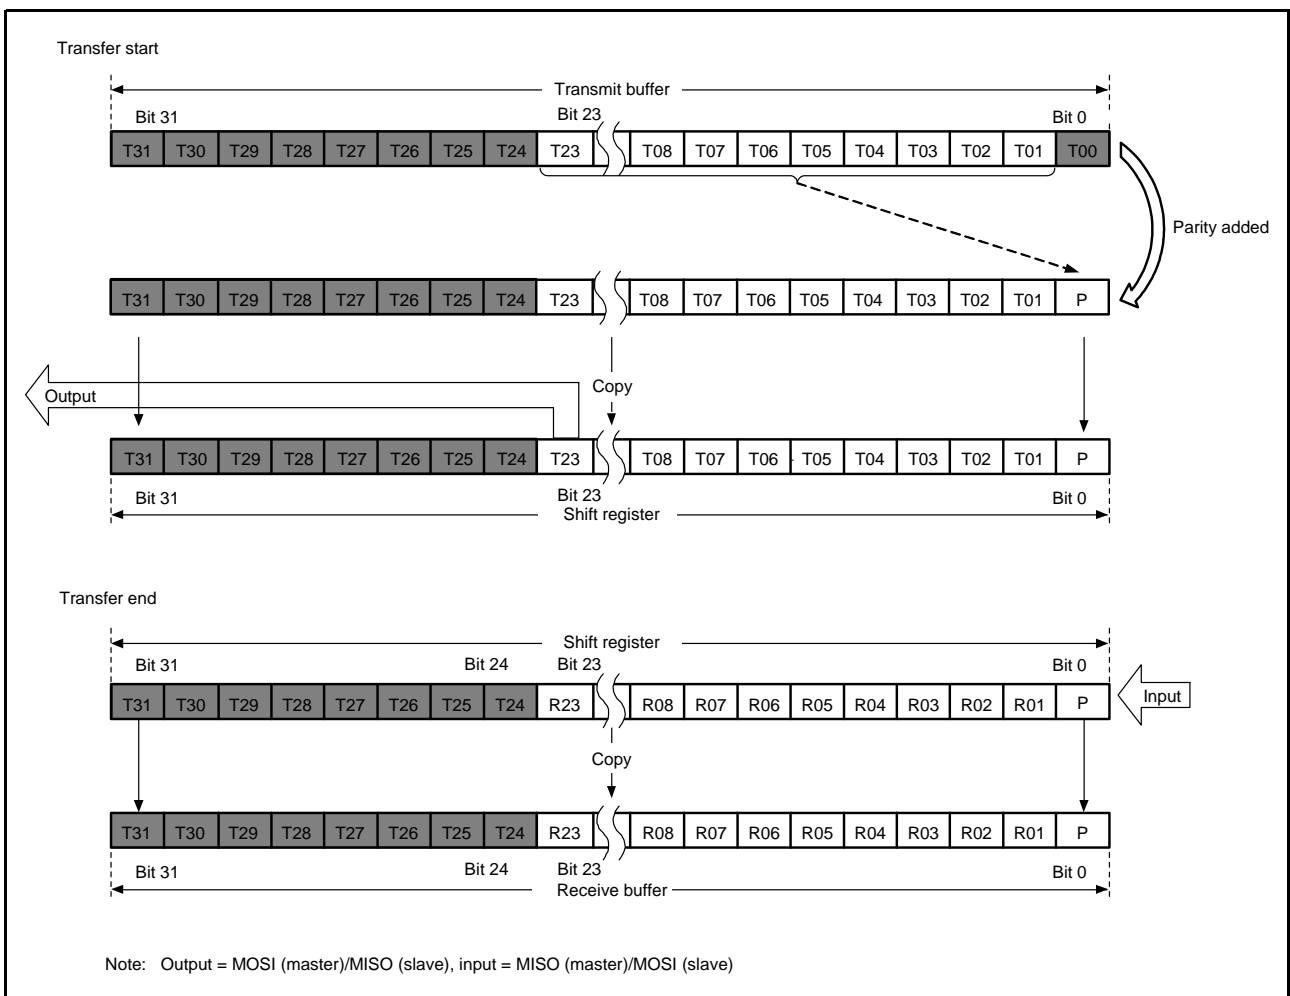 Transfer start
Transmit buffer
Bit 31 Bit 23 Bit 0
T31 T30 T29 T28 T27 T26 T25 T24 T23 T08 T07 T06 T05 T04 T03 T02 T01 T00
Parity added
T31 T30 T29 T28 T27 T26 T25 T24 T23 T08 T07 T06 T05 T04 T03 T02 T01 P
Copy
Output
T31 T30 T29 T28 T27 T26 T25 T24 T23 T08 T07 T06 T05 T04 T03 T02 T01 P
Bit 31 Bit 23 Bit 0
Shift register
Transfer end
Shift register
Bit 31 Bit 24 Bit 23 Bit 0
T31 T30 T29 T28 T27 T26 T25 T24 R23 R08 R07 R06 R05 R04 R03 R02 R01 P
Input
Copy
T31 T30 T29 T28 T27 T26 T25 T24 R23 R08 R07 R06 R05 R04 R03 R02 R01 P
Bit 31 Bit 24 Bit 23 Bit 0
Receive buffer
Note: Output = MOSI (master)/MISO (slave), input = MISO (master)/MOSI (slave)